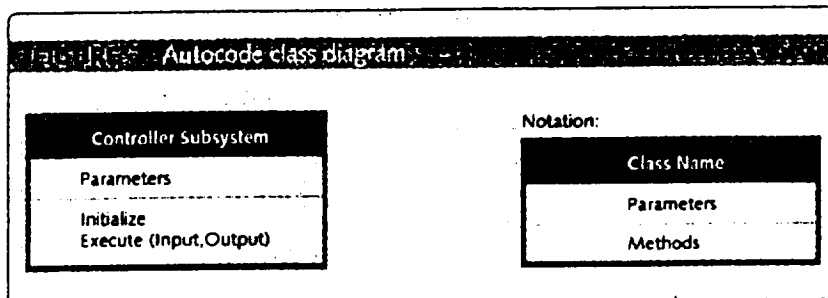 Autocode class diagram
Controller Subsystem
Parameters
Initialize
Execute (Input,Output)
Notation:
Class Name
Parameters
Methods